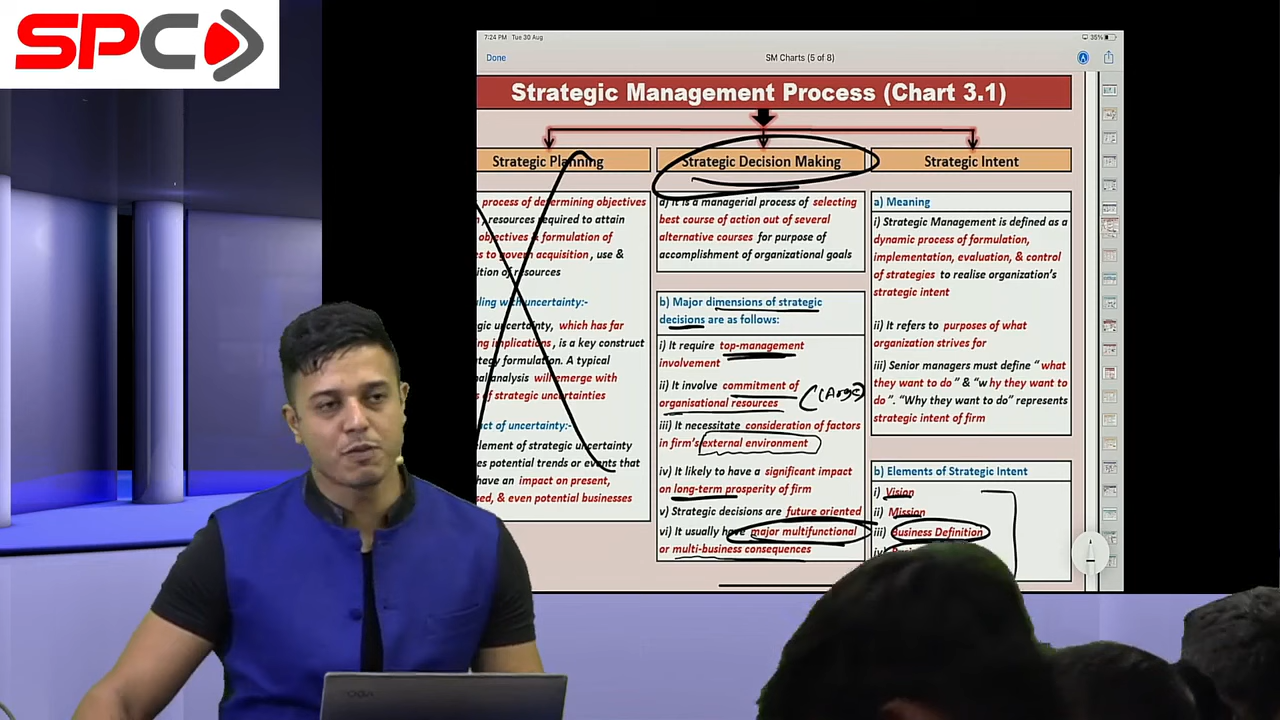 SPC
7:24 PM Tue 30 Aug
35%
Done
SM Charts (5 of 8)
Strategic Management Process (Chart 3.1)
Strategic Planning
process of determining objectives
, resources required to attain
objectives & formulation of
to govern acquisition, use &
of resources
with uncertainty:-
uncertainty, which has far
implications, is a key construct
formulation. A typical
analysis will emerge with
of strategic uncertainties
of uncertainty:-
of strategic uncertainty
potential trends or events that
have an impact on present,
& even potential businesses
Strategic Decision Making
a) It is a managerial process of selecting
best course of action out of several
alternative courses for purpose of
accomplishment of organizational goals
b) Major dimensions of strategic
decisions are as follows:
i) It require top-management
involvement
ii) It involve commitment of
organisational resources
iii) It necessitate consideration of factors
in firm's external environment
iv) It likely to have a significant impact
on long-term prosperity of firm
v) Strategic decisions are future oriented
vi) It usually have major multifunctional
or multi-business consequences
Strategic Intent
a) Meaning
i) Strategic Management is defined as a
dynamic process of formulation,
implementation, evaluation, & control
of strategies to realise organization's
strategic intent
ii) It refers to purposes of what
organization strives for
iii) Senior managers must define " what
they want to do " & "w hy they want to
do ". "Why they want to do" represents
strategic intent of firm
b) Elements of Strategic Intent
i) Vision
ii) Mission
iii) Business Definition